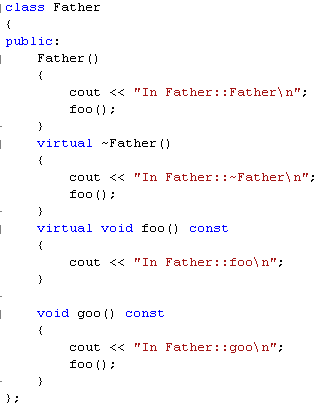 class Father
{
public:
    Father()
    {
        cout << "In Father::Father\n";
        foo();
    }
    virtual ~Father()
    {
        cout << "In Father::~Father\n";
        foo();
    }
    virtual void foo() const
    {
        cout << "In Father::foo\n";
    }

    void goo() const
    {
        cout << "In Father::goo\n";
        foo();
    }
};